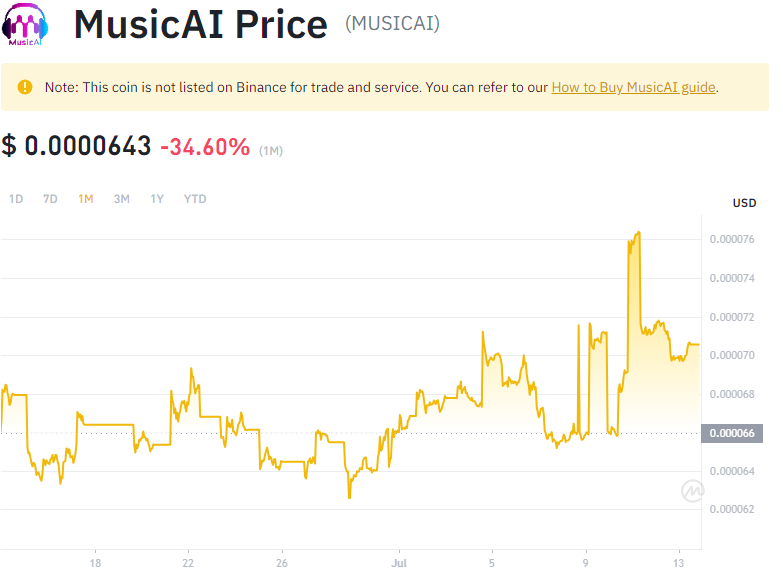 MusicAI
MusicAI Price (MUSICAI)
Note: This coin is not listed on Binance for trade and service. You can refer to our How to Buy MusicAI guide.
$ 0.0000643 -34.60% (1M)
1D 7D 1M 3M 1Y YTD
USD
0.000076
0.000074
0.000072
0.000070
0.000068
0.000066
0.000064
0.000062
18 22 26 Jul 5 9 13